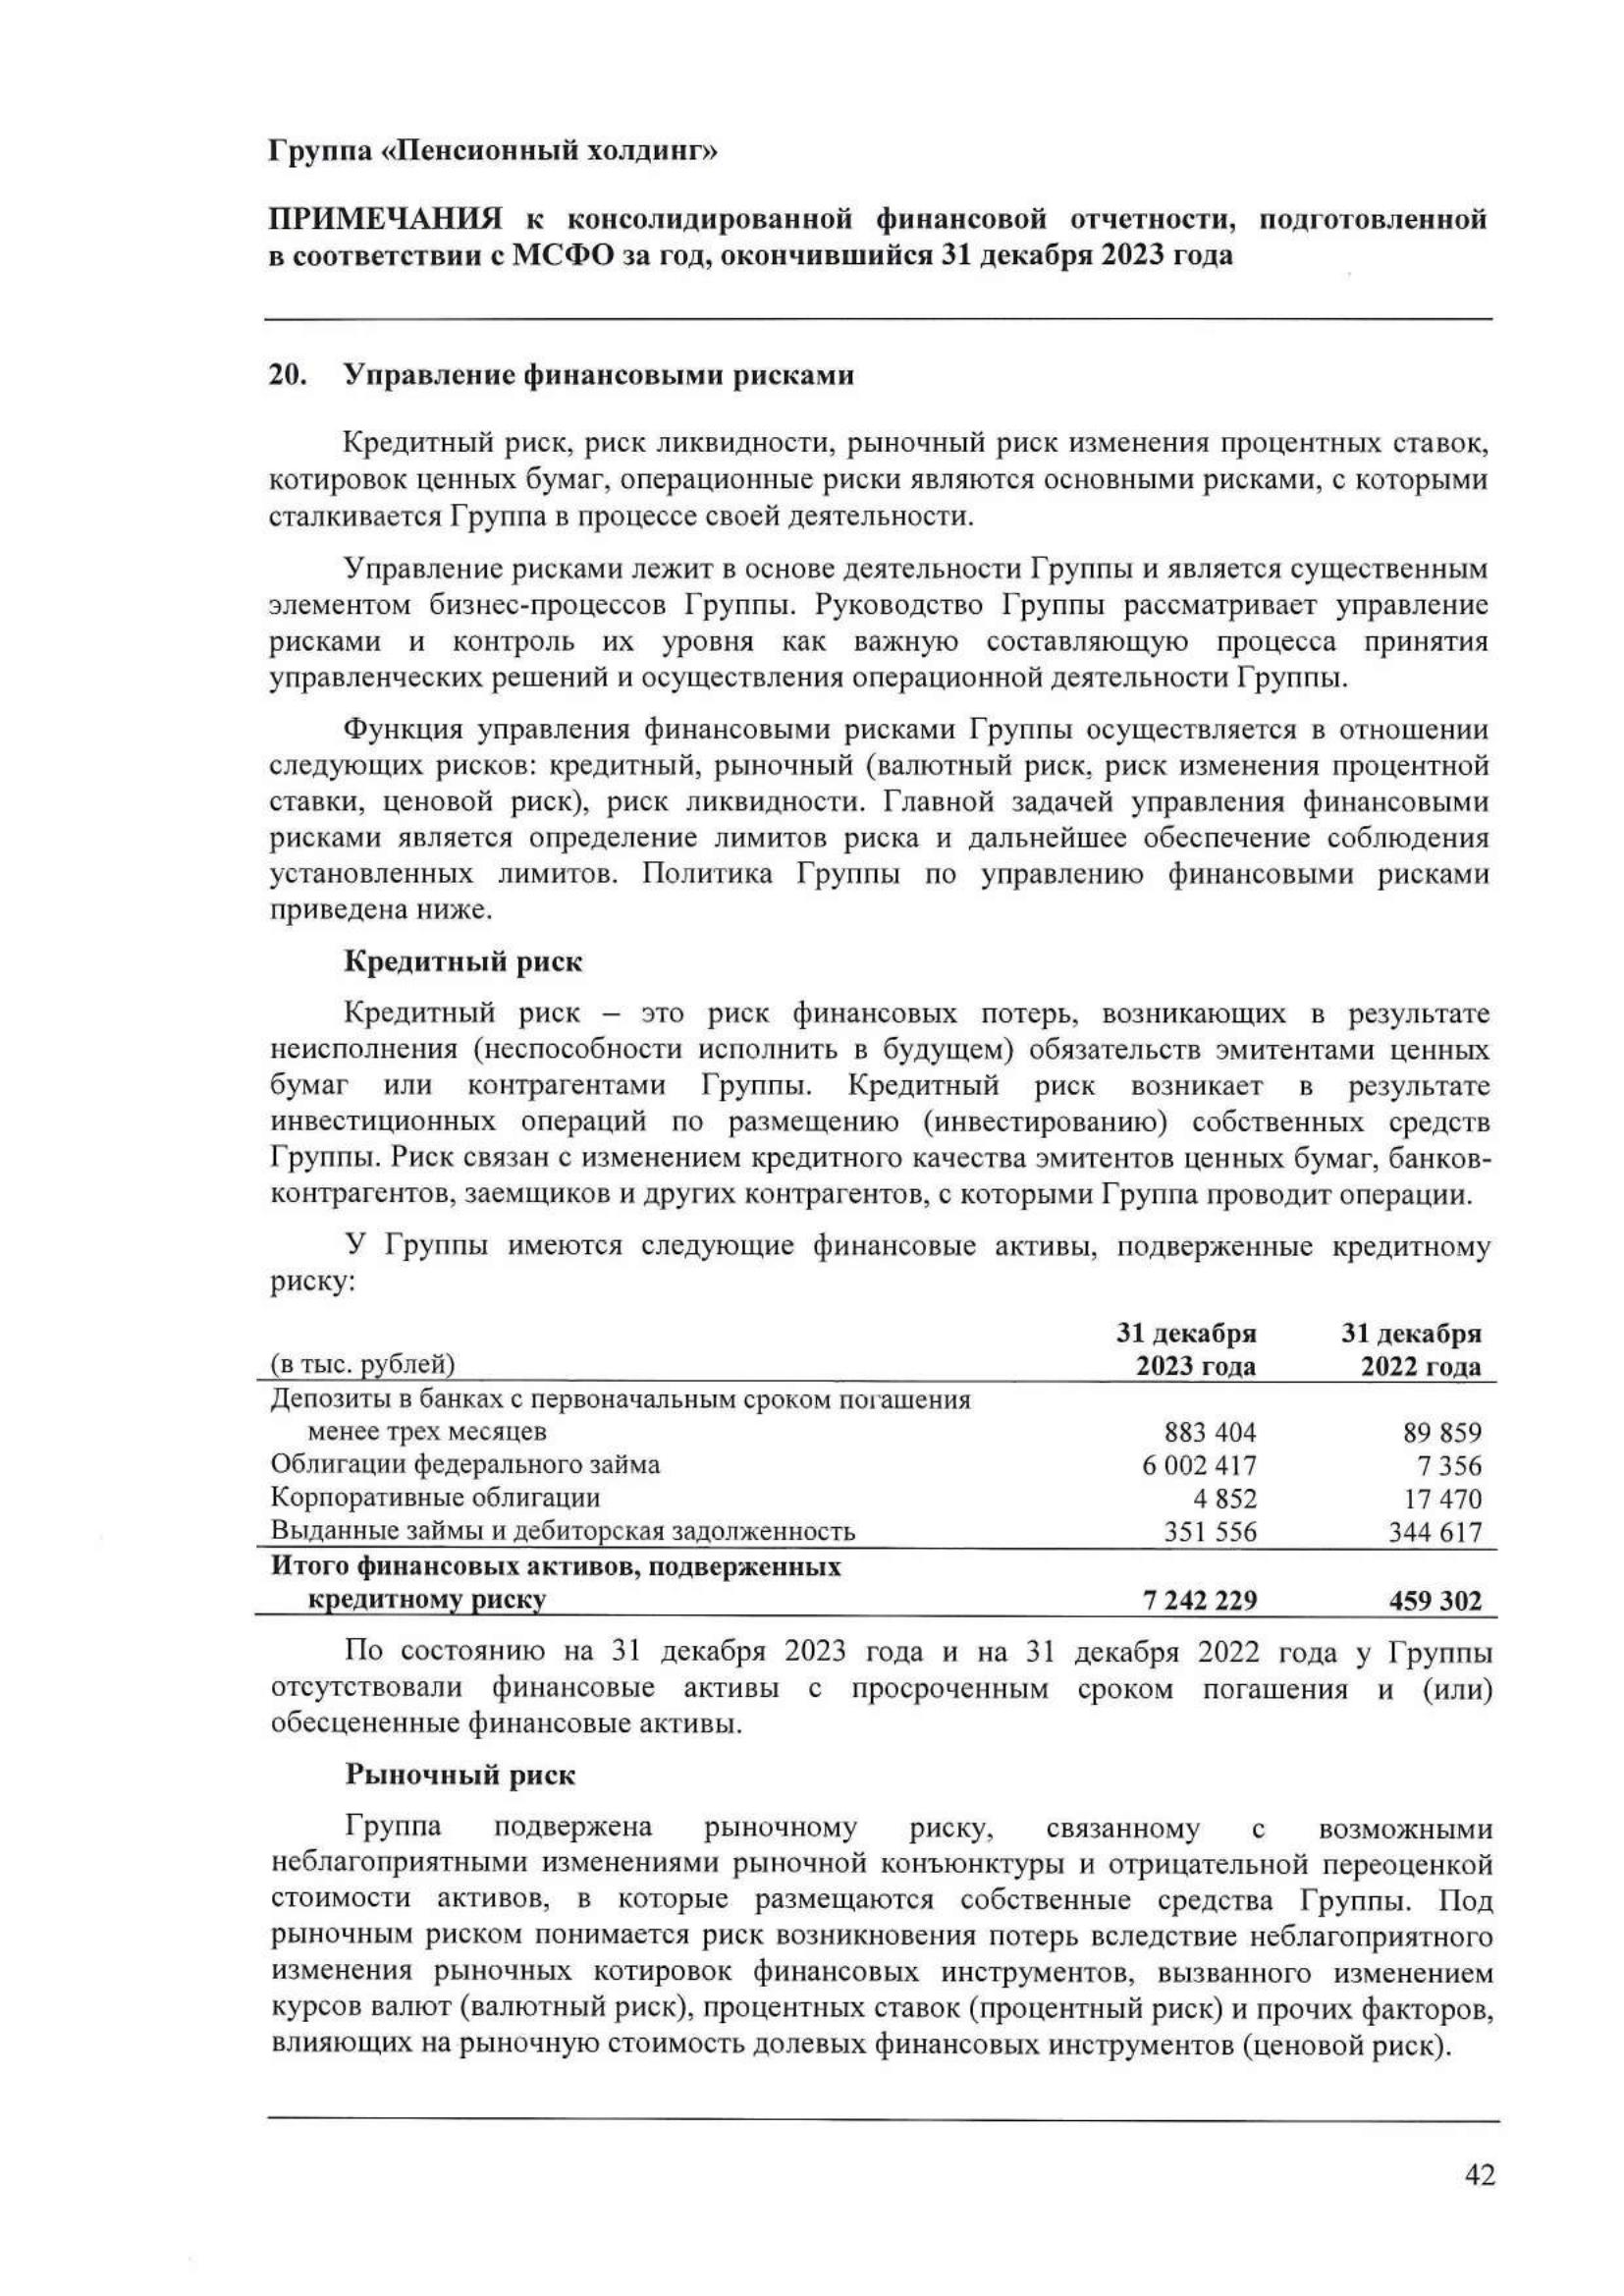 Группа «Пенсионный холдинг»
ПРИМЕЧАНИЯ к консолидированной финансовой отчетности, подготовленной
в соответствии с МСФО за год, окончившийся 31 декабря 2023 года
20. Управление финансовыми рисками
Кредитный риск, риск ликвидности, рыночный риск изменения процентных ставок,
котировок ценных бумаг, операционные риски являются основными рисками, с которыми
сталкивается Группа в процессе своей деятельности.
Управление рисками лежит в основе деятельности Группы и является существенным
элементом бизнес-процессов Группы. Руководство Группы рассматривает управление
рисками и контроль их уровня как важную составляющую процесса принятия
управленческих решений и осуществления операционной деятельности Группы.
Функция управления финансовыми рисками Группы осуществляется в отношении
следующих рисков: кредитный, рыночный (валютный риск, риск изменения процентной
ставки, ценовой риск), риск ликвидности. Главной задачей управления финансовыми
рисками является определение лимитов риска и дальнейшее обеспечение соблюдения
установленных лимитов. Политика Группы по управлению финансовыми рисками
приведена ниже.
Кредитный риск
Кредитный риск – это риск финансовых потерь, возникающих в результате
неисполнения (неспособности исполнить в будущем) обязательств эмитентами ценных
бумаг или контрагентами Группы. Кредитный риск возникает в результате
инвестиционных операций по размещению (инвестированию) собственных средств
Группы. Риск связан с изменением кредитного качества эмитентов ценных бумаг, банков-
контрагентов, заемщиков и других контрагентов, с которыми Группа проводит операции.
У Группы имеются следующие финансовые активы, подверженные кредитному
риску:
31 декабря 31 декабря
(в тыс. рублей) 2023 года 2022 года
Депозиты в банках с первоначальным сроком погашения
менее трех месяцев 883 404 89 859
Облигации федерального займа 6 002 417 7 356
Корпоративные облигации 4 852 17 470
Выданные займы и дебиторская задолженность 351 556 344 617
Итого финансовых активов, подверженных
кредитному риску 7 242 229 459 302
По состоянию на 31 декабря 2023 года и на 31 декабря 2022 года у Группы
отсутствовали финансовые активы с просроченным сроком погашения и (или)
обесцененные финансовые активы.
Рыночный риск
Группа подвержена рыночному риску, связанному с возможными
неблагоприятными изменениями рыночной конъюнктуры и отрицательной переоценкой
стоимости активов, в которые размещаются собственные средства Группы. Под
рыночным риском понимается риск возникновения потерь вследствие неблагоприятного
изменения рыночных котировок финансовых инструментов, вызванного изменением
курсов валют (валютный риск), процентных ставок (процентный риск) и прочих факторов,
влияющих на рыночную стоимость долевых финансовых инструментов (ценовой риск).
42